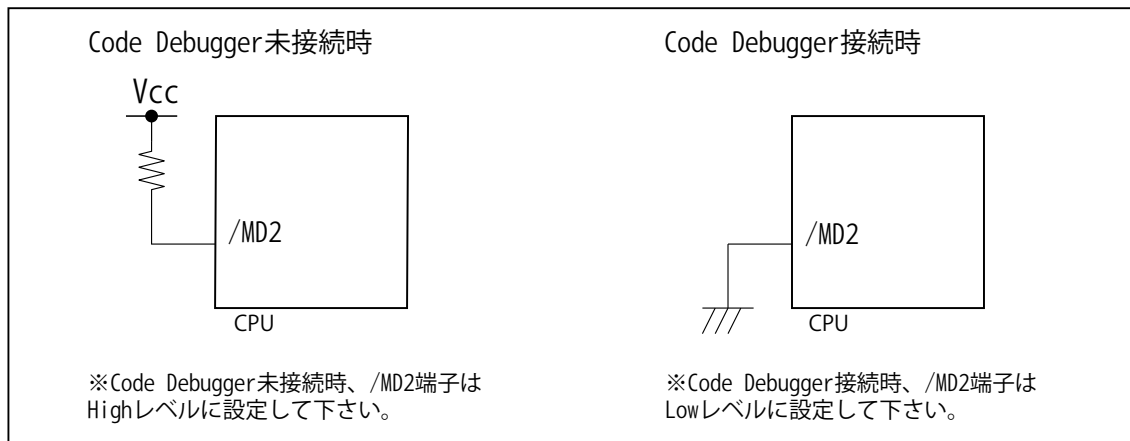 Code Debugger未接続時
Vcc
/MD2
CPU
※Code Debugger未接続時、/MD2端子は
Highレベルに設定して下さい。
Code Debugger接続時
/MD2
CPU
※Code Debugger接続時、/MD2端子は
Lowレベルに設定して下さい。